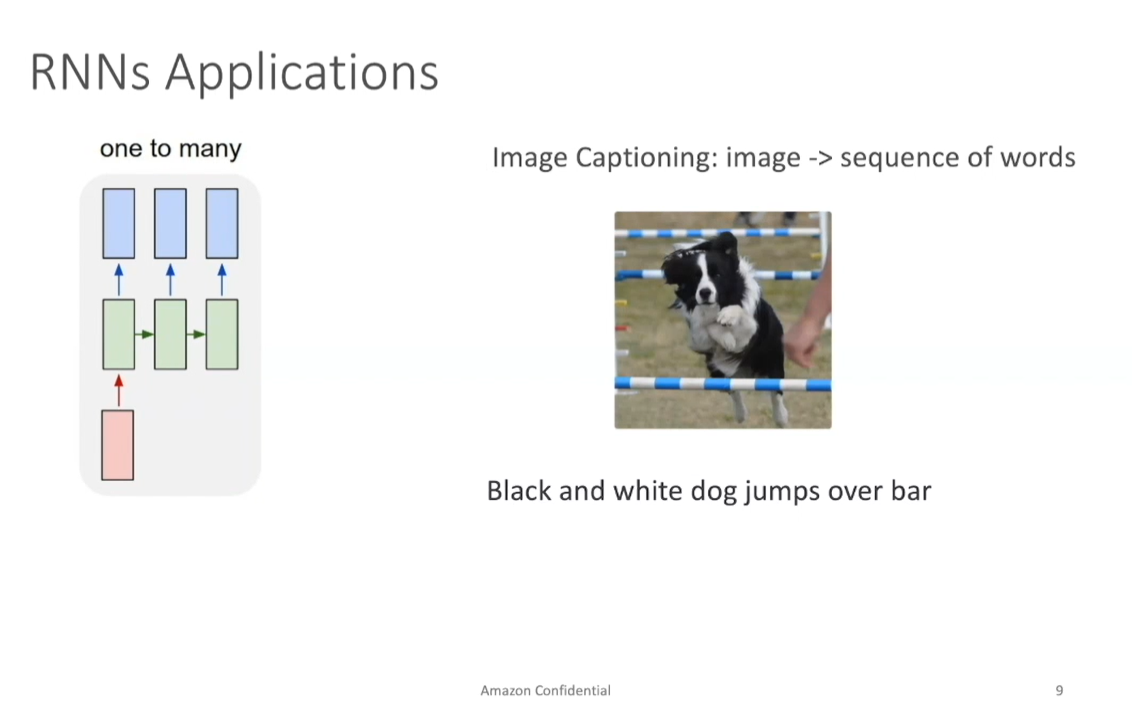 RNNs Applications
one to many
Image Captioning: image -> sequence of words
Black and white dog jumps over bar
Amazon Confidential
9